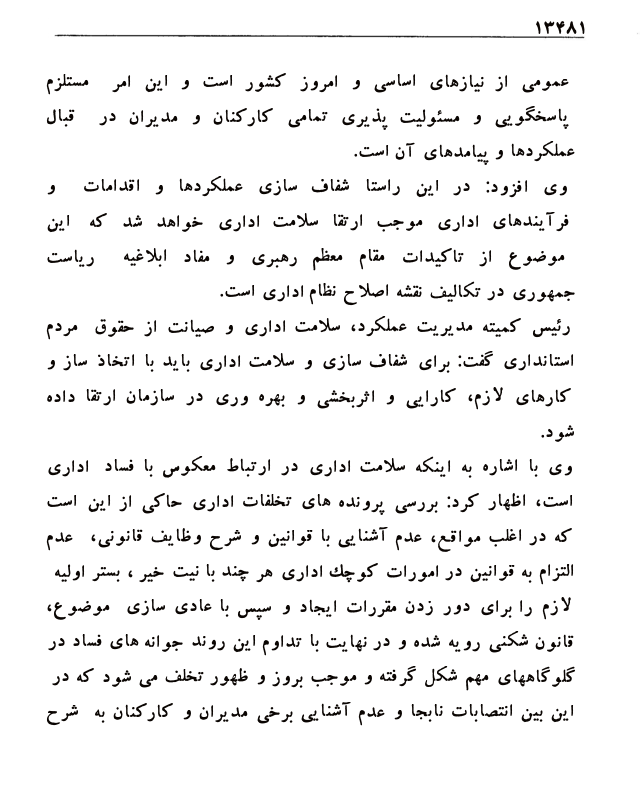 ۱۳۴۸۱
عمومی از نیازهای اساسی و امروز کشور است و این امر مستلزم
پاسخگویی و مسئولیت پذیری تمامی کارکنان و مدیران در قبال
عملکردها و پیامدهای آن است.
وی افزود: در این راستا شفاف سازی عملکردها و اقدامات و
فرآیندهای اداری موجب ارتقا سلامت اداری خواهد شد که این
موضوع از تاکیدات مقام معظم رهبری و مفاد ابلاغیه ریاست
جمهوری در تکالیف نقشه اصلاح نظام اداری است.
رئیس کمیته مدیریت عملکرد، سلامت اداری و صیانت از حقوق مردم
استانداری گفت: برای شفاف سازی و سلامت اداری باید با اتخاذ ساز و
کارهای لازم، کارایی و اثربخشی و بهره وری در سازمان ارتقا داده
شود.
وی با اشاره به اینکه سلامت اداری در ارتباط معکوس با فساد اداری
است، اظهار کرد: بررسی پرونده های تخلفات اداری حاکی از این است
که در اغلب مواقع، عدم آشنایی با قوانین و شرح وظایف قانونی، عدم
التزام به قوانین در امورات کوچك اداری هر چند با نیت خیر ، بستر اولیه
لازم را برای دور زدن مقررات ایجاد و سپس با عادی سازی موضوع،
قانون شکنی رویه شده و در نهایت با تداوم این روند جوانه های فساد در
گلوگاههای مهم شکل گرفته و موجب بروز و ظهور تخلف می شود که در
این بین انتصابات نابجا و عدم آشنایی برخی مدیران و کارکنان به شرح